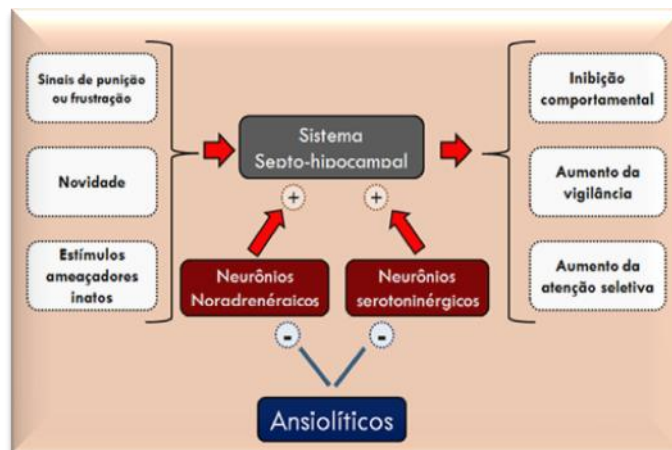 Sinais de punição
ou frustração
Novidade
Estímulos
ameaçadores
inatos
Sistema
Septo-hipocampal
+
+
Neurônios
Noradrenéraicos
Neurônios
serotoninérgicos
-
-
Ansiolíticos
Inibição
comportamental
Aumento da
vigilância
Aumento da
atenção seletiva